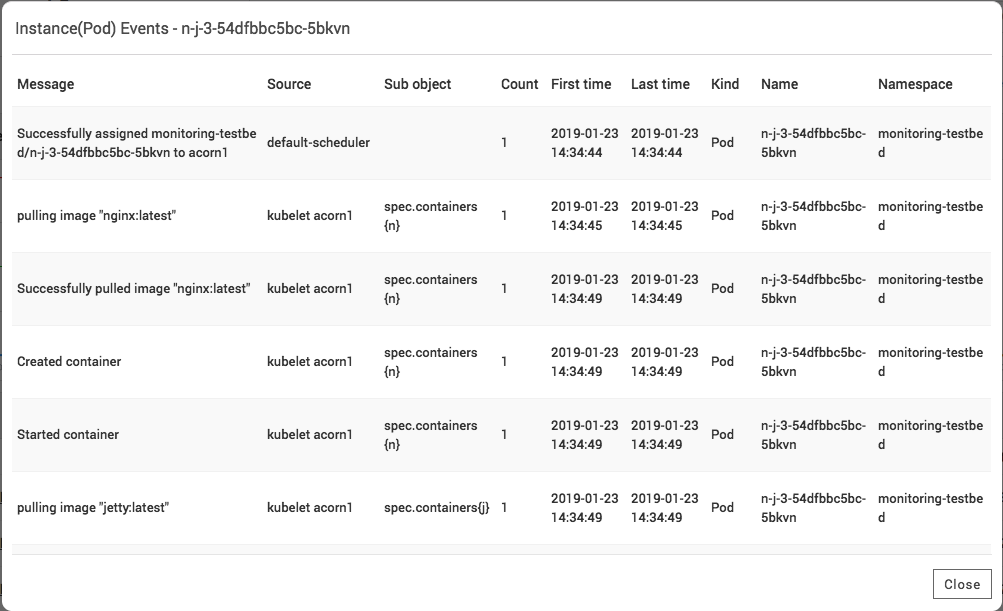 Instance(Pod) Events - n-j-3-54dfbbc5bc-5bkvn
Message Source Sub object Count First time Last time Kind Name Namespace
Successfully assigned monitoring-testbe 2019-01-23 2019-01-23 n-j-3-54dfbbc5bc- monitoring-testbe
default-scheduler 1 Pod
d/n-j-3-54dfbbc5bc-5bkvn to acorn1 14:34:44 14:34:44 5bkvn d
spec.containers 2019-01-23 2019-01-23 n-j-3-54dfbbc5bc- monitoring-testbe
pulling image "nginx:latest" kubelet acorn1 1 Pod
{n} 14:34:45 14:34:45 5bkvn d
spec.containers 2019-01-23 2019-01-23 n-j-3-54dfbbc5bc- monitoring-testbe
Successfully pulled image "nginx:latest" kubelet acorn1 1 Pod
{n} 14:34:49 14:34:49 5bkvn d
spec.containers 2019-01-23 2019-01-23 n-j-3-54dfbbc5bc- monitoring-testbe
Created container kubelet acorn1 1 Pod
{n} 14:34:49 14:34:49 5bkvn d
spec.containers 2019-01-23 2019-01-23 n-j-3-54dfbbc5bc- monitoring-testbe
Started container kubelet acorn1 1 Pod
{n} 14:34:49 14:34:49 5bkvn d
2019-01-23 2019-01-23 n-j-3-54dfbbc5bc- monitoring-testbe
pulling image "jetty:latest" kubelet acorn1 spec.containers{j} 1 Pod
14:34:49 14:34:49 5bkvn d
Close